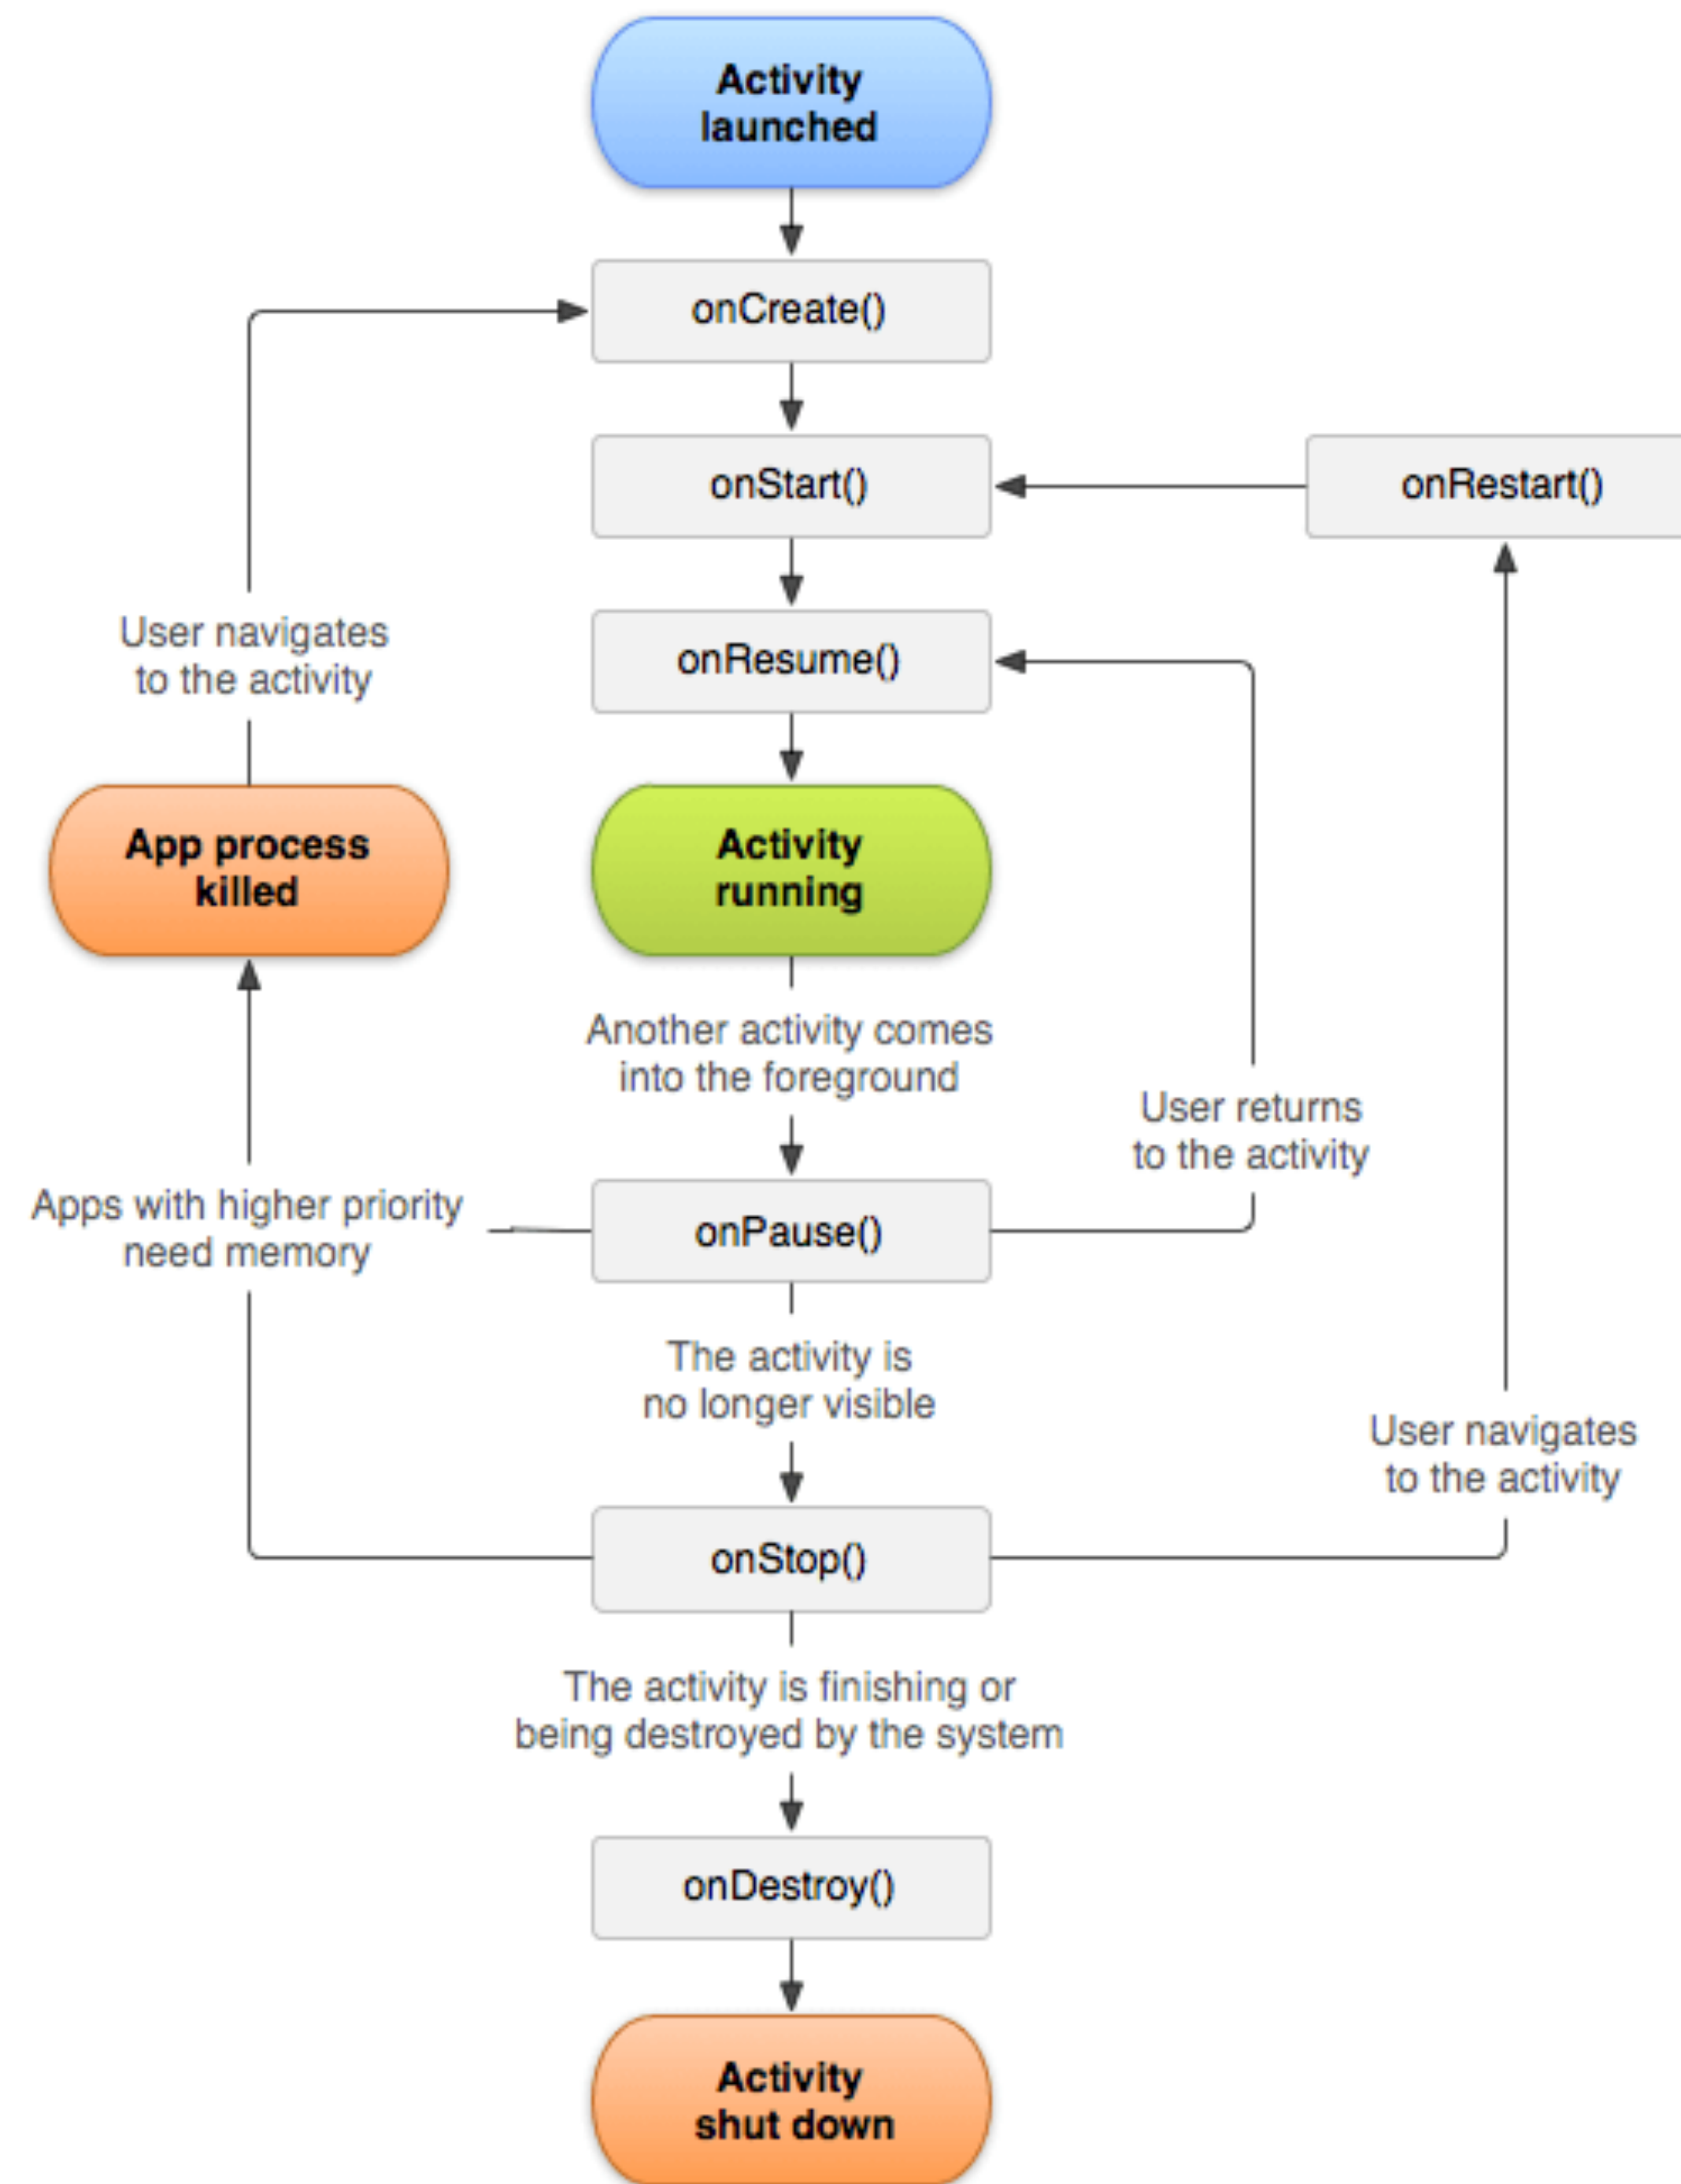 Activity
launched
onCreate()
onStart()
onRestart()
User navigates
to the activity
onResume()
App process
killed
Activity
running
Another activity comes
into the foreground
User returns
to the activity
Apps with higher priority
need memory
onPause()
The activity is
no longer visible
User navigates
to the activity
onStop()
The activity is finishing or
being destroyed by the system
onDestroy()
Activity
shut down